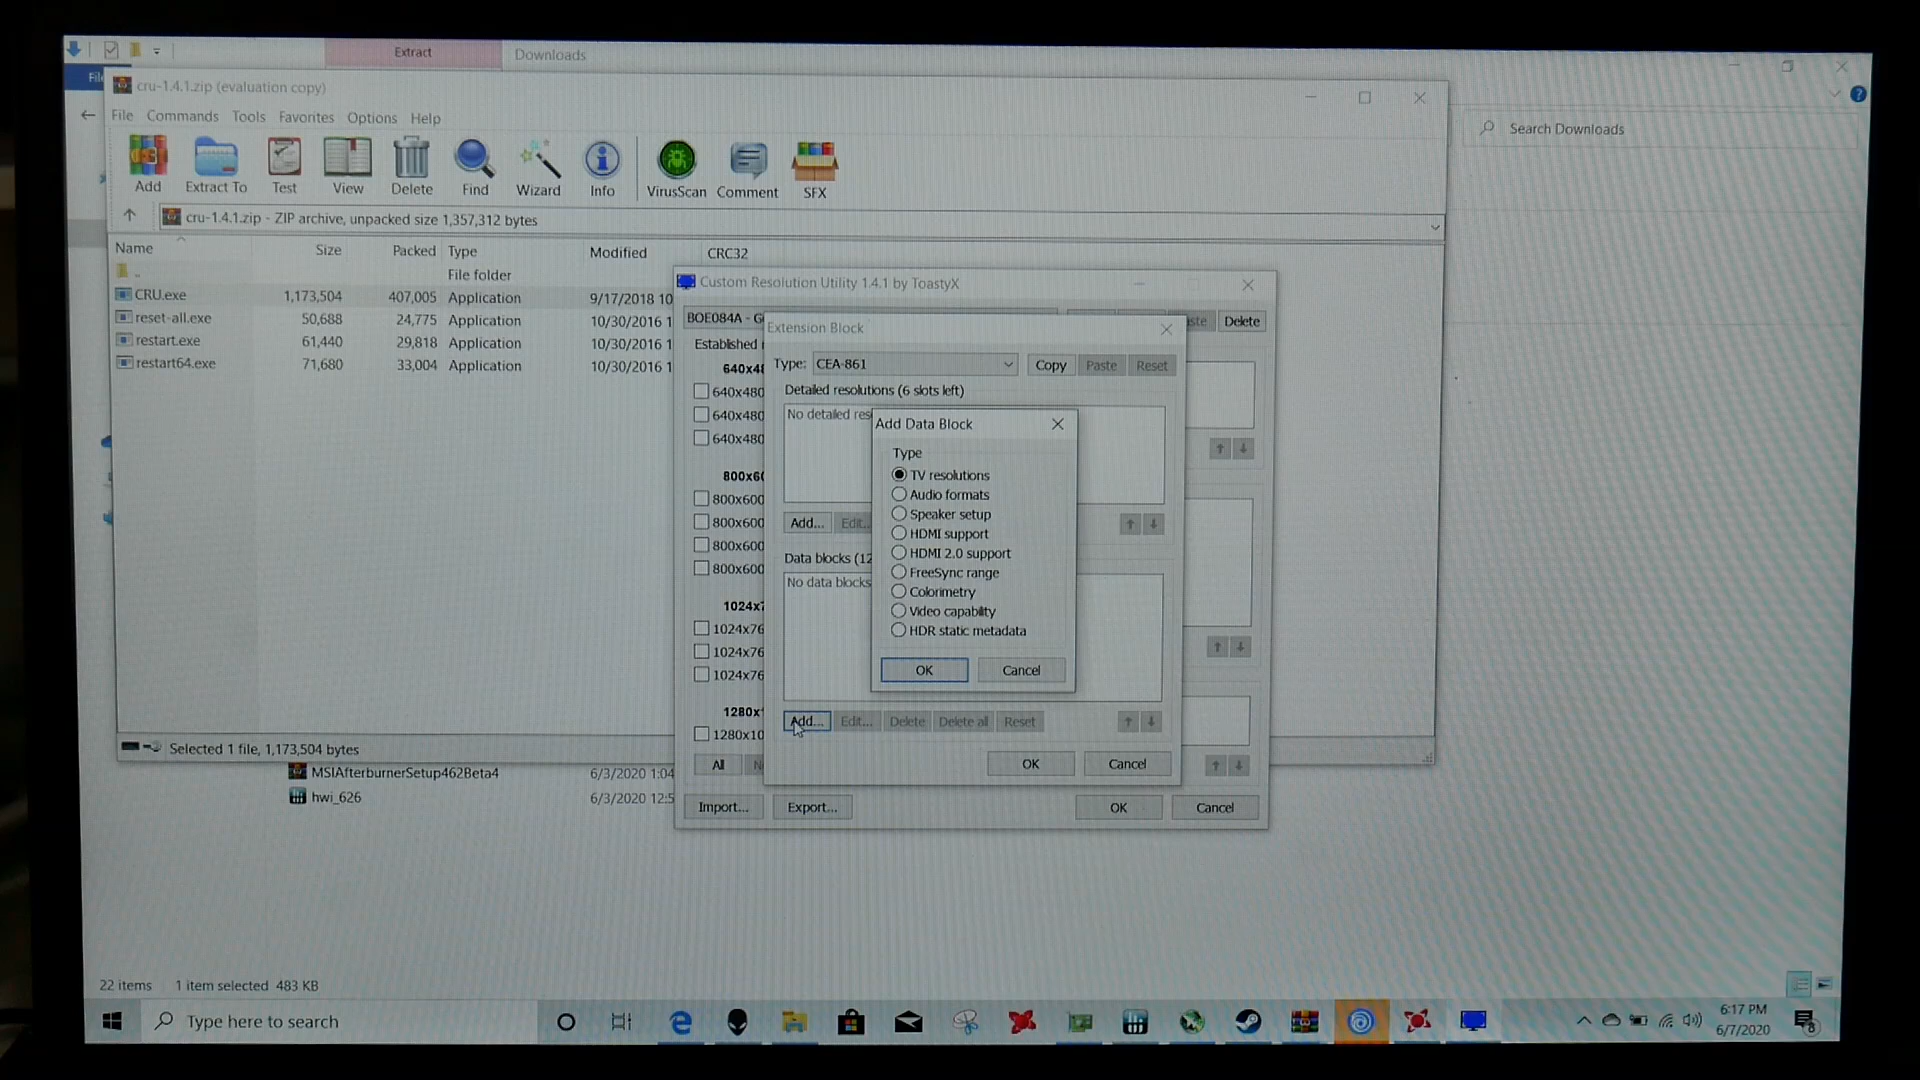 Extract
Downloads
File
cru-1.4.1.zip (evaluation copy)
File Commands Tools Favorites Options Help
Search Downloads
Add
Extract To
Test
View
Delete
Find
Wizard
Info
VirusScan
Comment
SFX
cru-1.4.1.zip - ZIP archive, unpacked size 1,357,312 bytes
Name Size Packed Type Modified CRC32
.. File folder
CRU.exe 1,173,504 407,005 Application 9/17/2018 10
reset-all.exe 50,688 24,775 Application 10/30/2016 1
restart.exe 61,440 29,818 Application 10/30/2016 1
restart64.exe 71,680 33,004 Application 10/30/2016 1
Selected 1 file, 1,173,504 bytes
MSIAfterburnerSetup462Beta4 6/3/2020 1:04
hwi_626 6/3/2020 12:5
Custom Resolution Utility 1.4.1 by ToastyX
BOE084A - G
ste Delete
Established
640x48
640x480
640x480
640x480
800x60
800x600
800x600
800x600
800x600
1024x7
1024x76
1024x76
1024x76
1280x1
1280x10
All N
Import... Export... OK Cancel
Extension Block
Type: CEA-861 Copy Paste Reset
Detailed resolutions (6 slots left)
No detailed res
Add... Edit...
Data blocks (12
No data blocks
Add... Edit... Delete Delete all Reset
OK Cancel
Add Data Block
Type
TV resolutions
Audio formats
Speaker setup
HDMI support
HDMI 2.0 support
FreeSync range
Colorimetry
Video capability
HDR static metadata
OK Cancel
22 items 1 item selected 483 KB
Type here to search
6:17 PM
6/7/2020
8